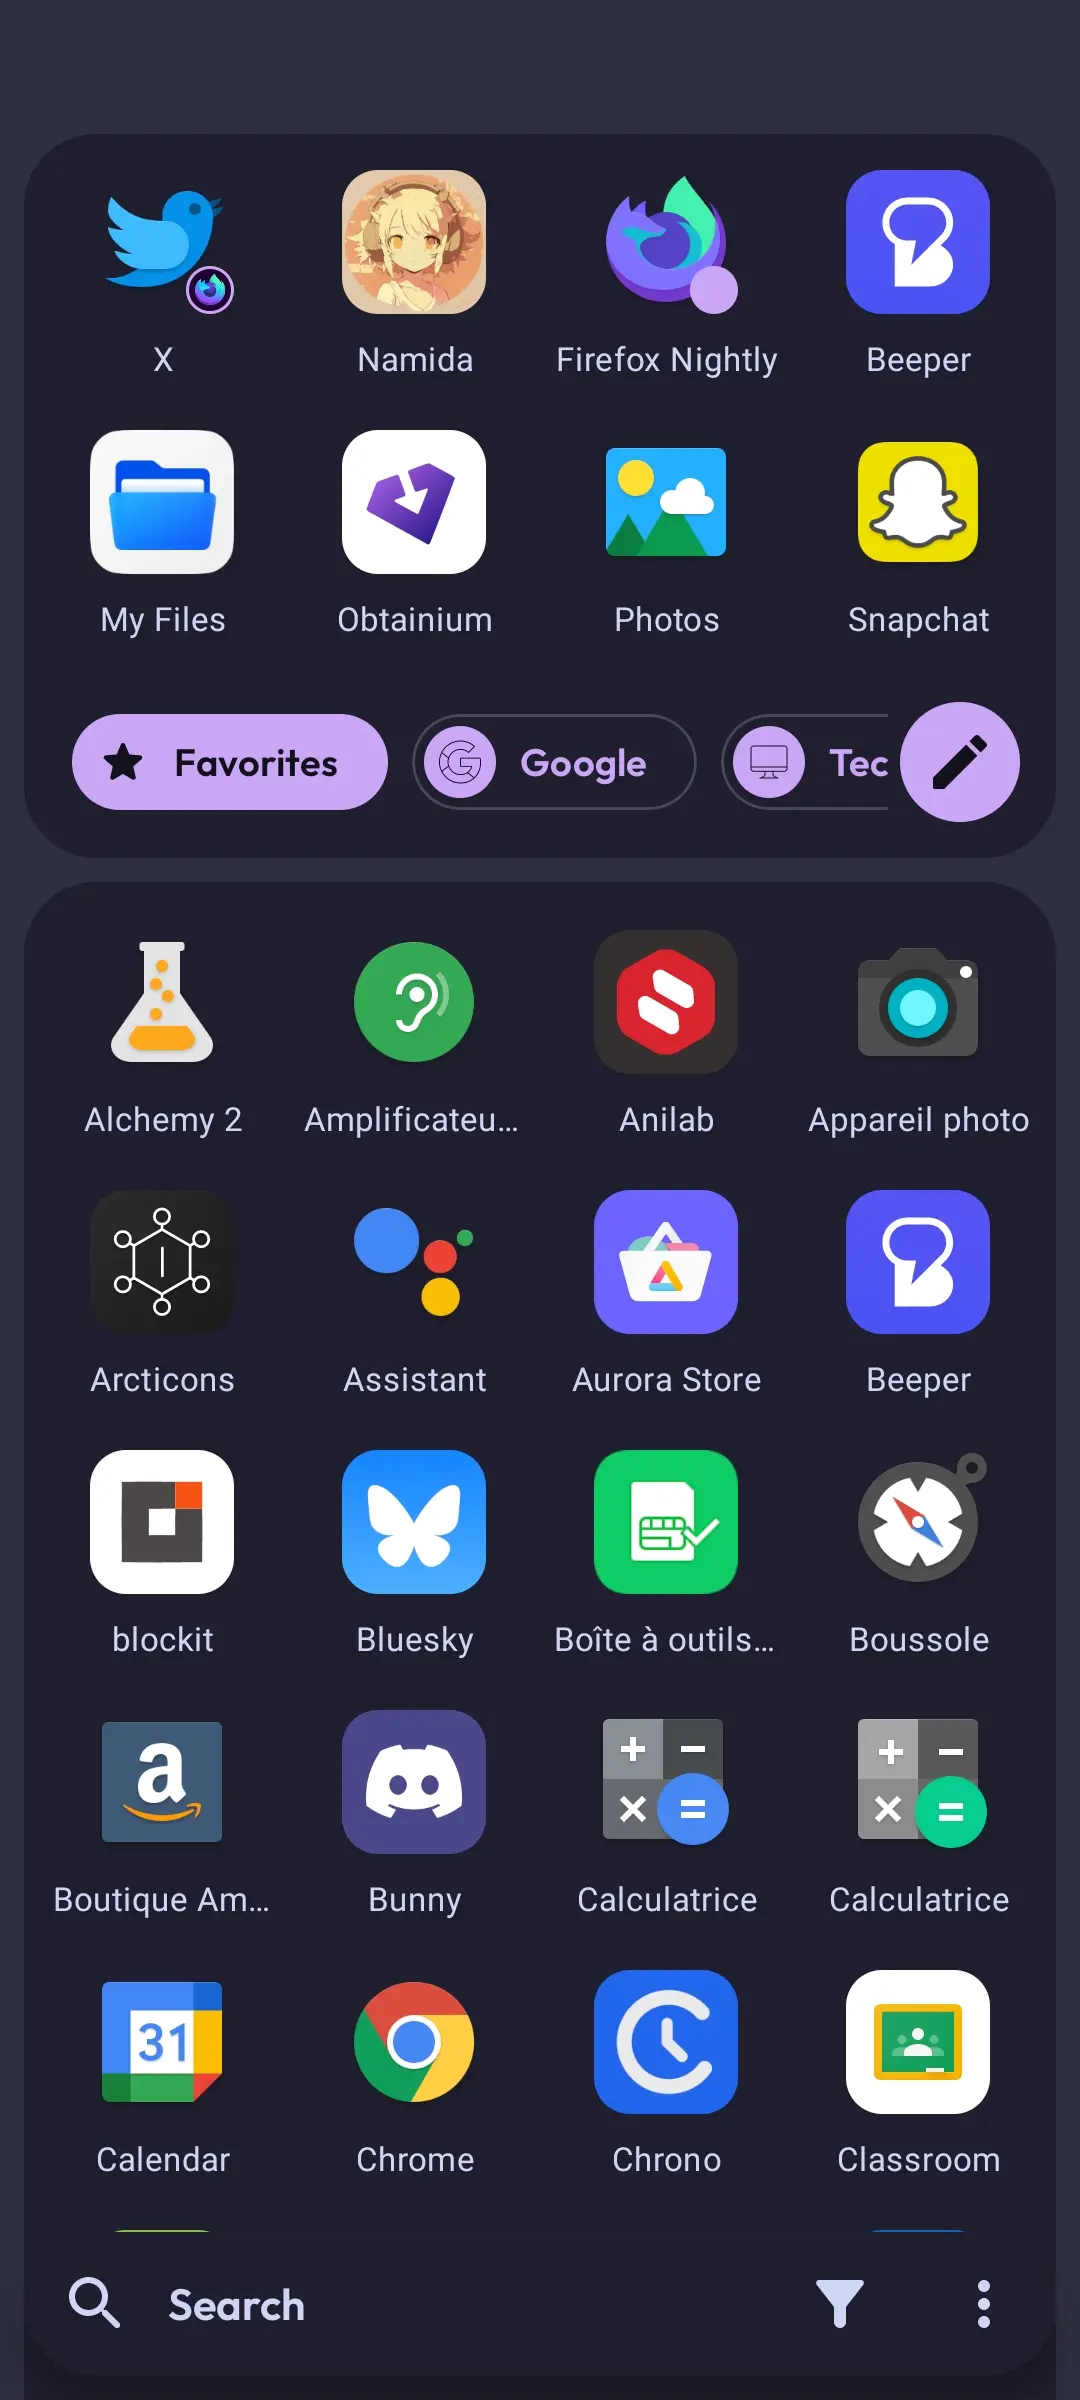 X Namida Firefox Nightly Beeper
My Files Obtainium Photos Snapchat
Favorites Google Tec
Alchemy 2 Amplificateu... Anilab Appareil photo
Arcticons Assistant Aurora Store Beeper
blockit Bluesky Boîte à outils... Boussole
a
Boutique Am... Bunny Calculatrice Calculatrice
31
Calendar Chrome Chrono Classroom
Search